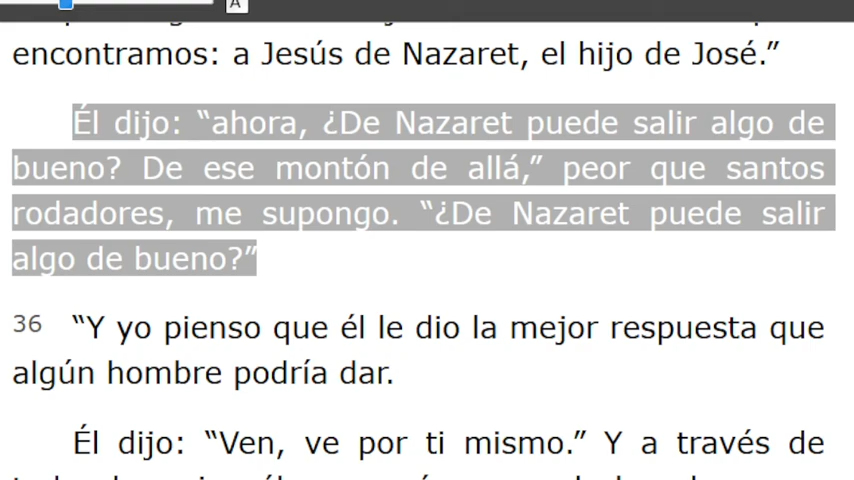 A
encontramos: a Jesús de Nazaret, el hijo de José.”
Él dijo: “ahora, ¿De Nazaret puede salir algo de
bueno? De ese montón de allá,” peor que santos
rodadores, me supongo. “¿De Nazaret puede salir
algo de bueno?”
36 “Y yo pienso que él le dio la mejor respuesta que
algún hombre podría dar.
Él dijo: “Ven, ve por ti mismo.” Y a través de